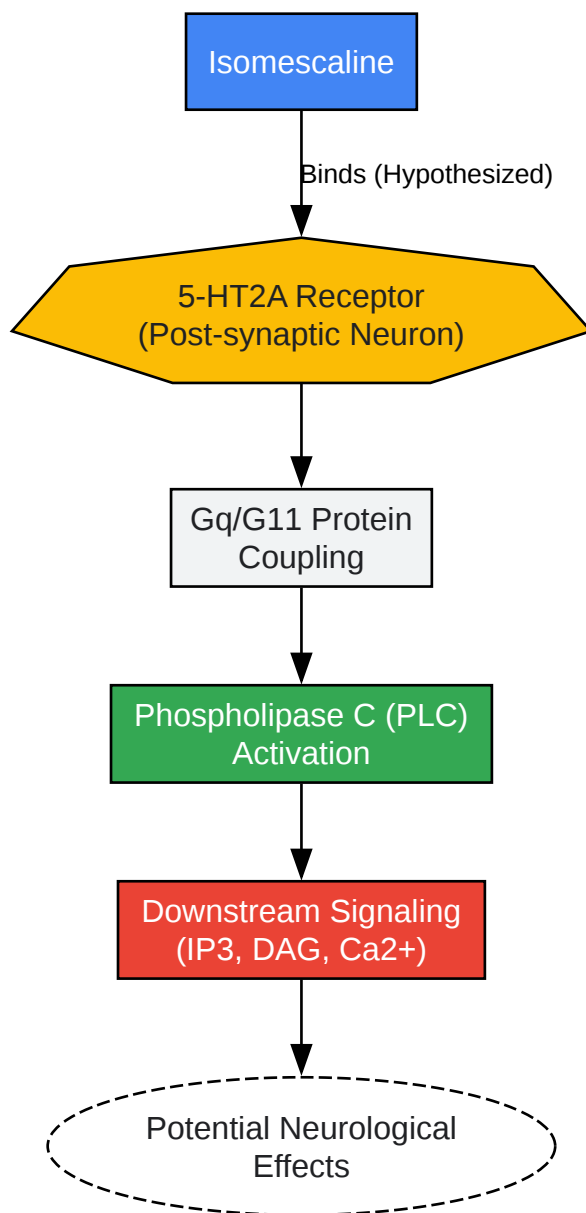 Isomescaline
Binds (Hypothesized)
5-HT2A Receptor
(Post-synaptic Neuron)
Gq/G11 Protein
Coupling
Phospholipase C (PLC)
Activation
Downstream Signaling
(IP3, DAG, Ca2+)
Potential Neurological
Effects